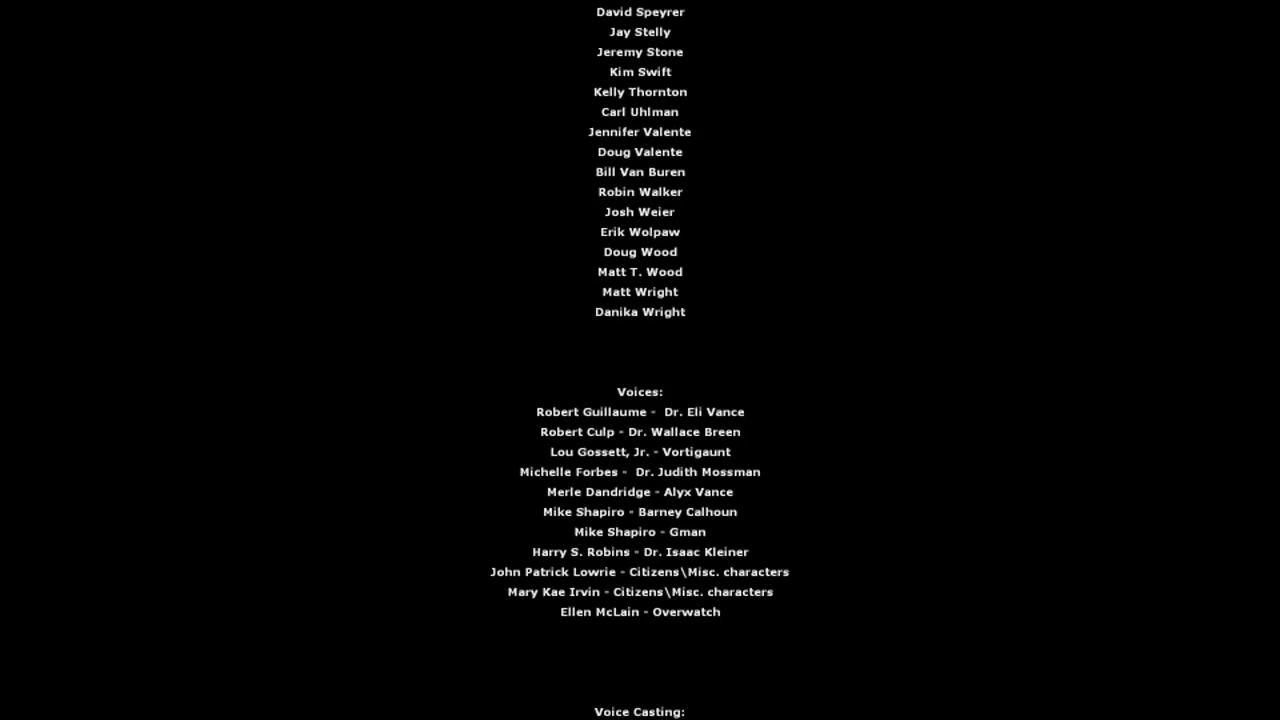 David Speyrer
Jay Stelly
Jeremy Stone
Kim Swift
Kelly Thornton
Carl Uhlman
Jennifer Valente
Doug Valente
Bill Van Buren
Robin Walker
Josh Weier
Erik Wolpaw
Doug Wood
Matt T. Wood
Matt Wright
Danika Wright
Voices:
Robert Guillaume -  Dr. Eli Vance
Robert Culp - Dr. Wallace Breen
Lou Gossett, Jr. - Vortigaunt
Michelle Forbes -  Dr. Judith Mossman
Merle Dandridge - Alyx Vance
Mike Shapiro - Barney Calhoun
Mike Shapiro - Gman
Harry S. Robins - Dr. Isaac Kleiner
John Patrick Lowrie - Citizens\Misc. characters
Mary Kae Irvin - Citizens\Misc. characters
Ellen McLain - Overwatch
Voice Casting: